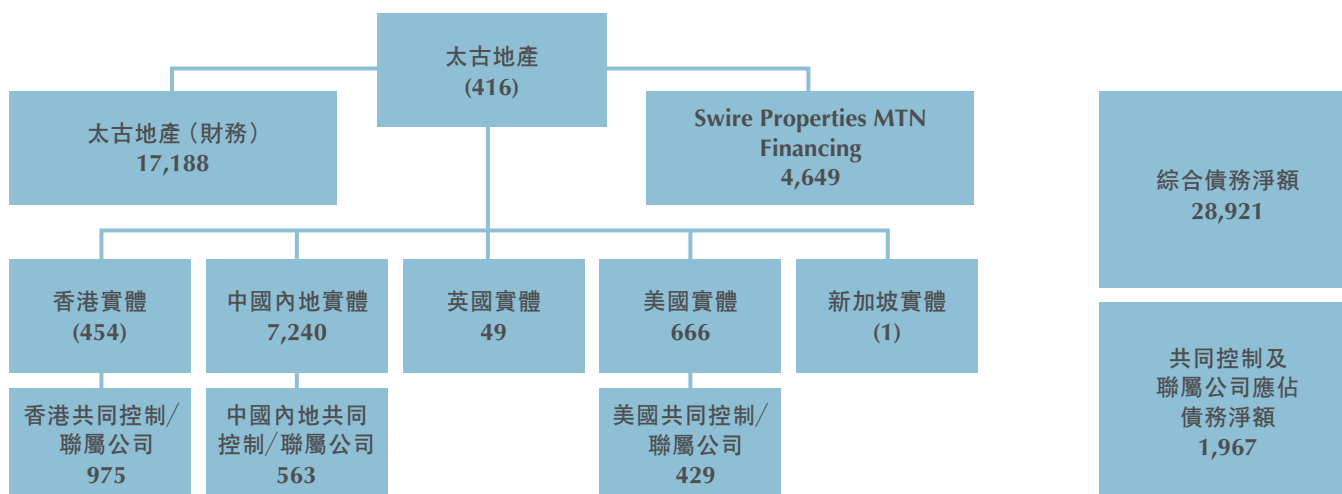 太古地產
(416)
太古地產（財務）
17,188
Swire Properties MTN
Financing
4,649
香港實體
(454)
中國內地實體
7,240
英國實體
49
美國實體
666
新加坡實體
(1)
香港共同控制/
聯屬公司
975
中國內地共同
控制/聯屬公司
563
美國共同控制/
聯屬公司
429
綜合債務淨額
28,921
共同控制及
聯屬公司應佔
債務淨額
1,967